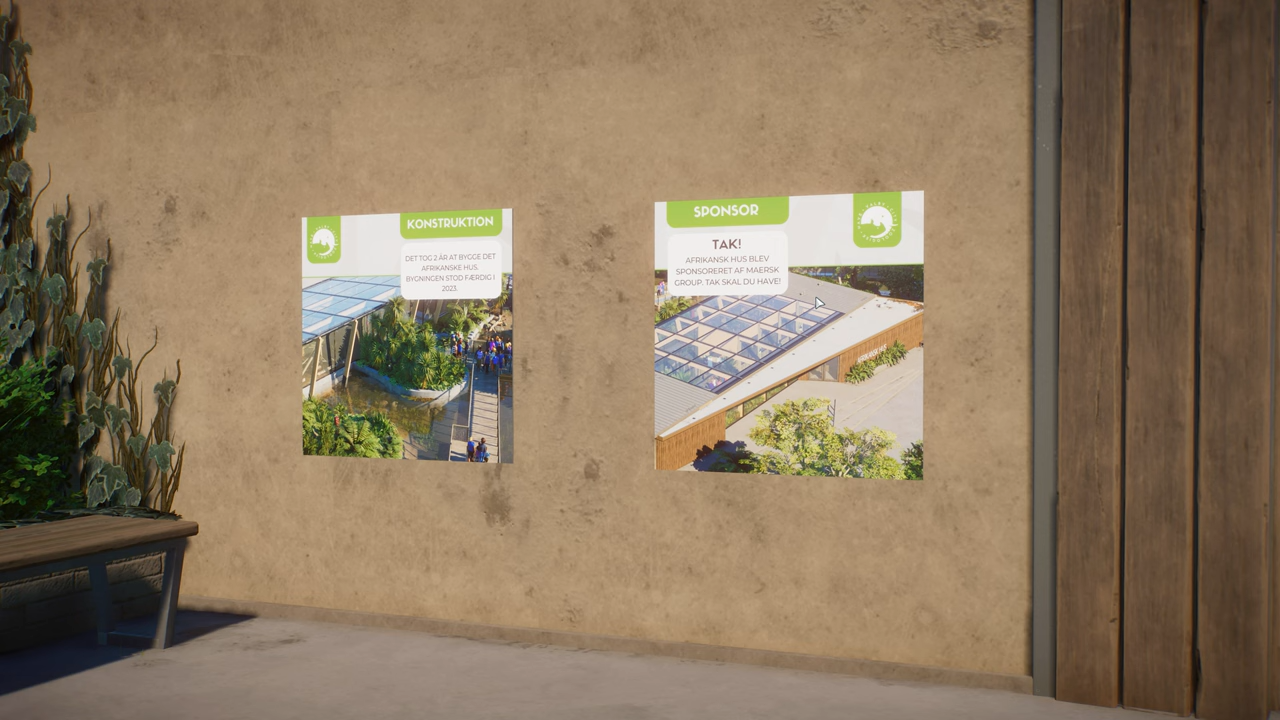 KONSTRUKTION
DET TOG 2 ÅR AT BYGGE DET
AFRIKANSKE HUS.
BYGNINGEN STOD FÆRDIG I
2023.
SPONSOR
TAK!
AFRIKANSK HUS BLEV
SPONSORERET AF MAERSK
GROUP. TAK SKAL DU HAVE!